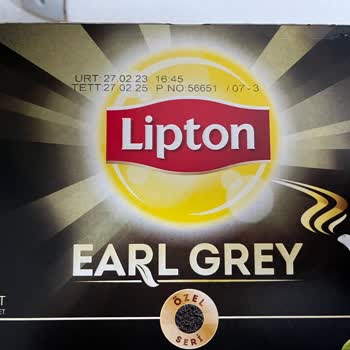 URT:27.02.23 16:45
TETT:27.02.25 P.NO:56651 /07-3
Lipton
EARL GREY
ÖZEL
SERİ